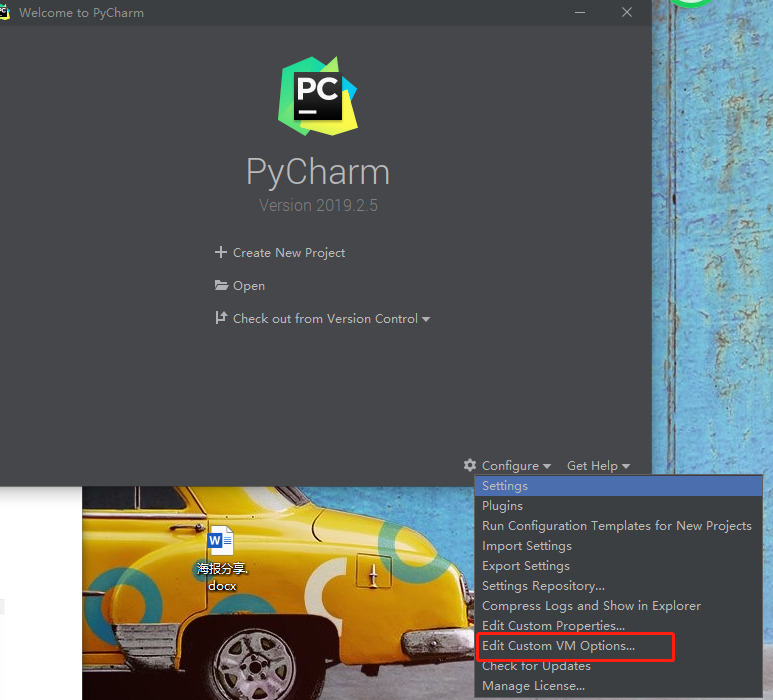 PC
Welcome to PyCharm
PC
PyCharm
Version 2019.2.5
Create New Project
Open
Check out from Version Control
Configure
Get Help
Settings
Plugins
Run Configuration Templates for New Projects
Import Settings
Export Settings
Settings Repository...
Compress Logs and Show in Explorer
Edit Custom Properties...
Edit Custom VM Options...
Check for Updates
Manage License...
W
海报分享.
docx